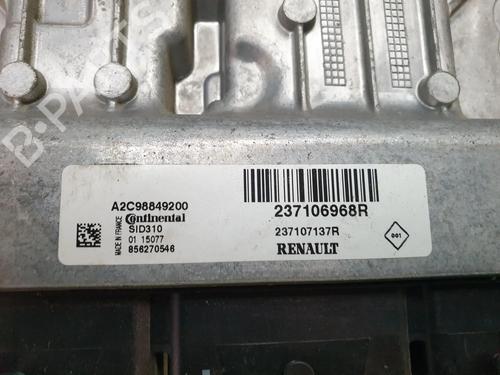 B-PARTS
A2C98849200
MADE IN FRANCE
Continental
SID310
01 15077
856270546
237106968R
237107137R
RENAULT
001